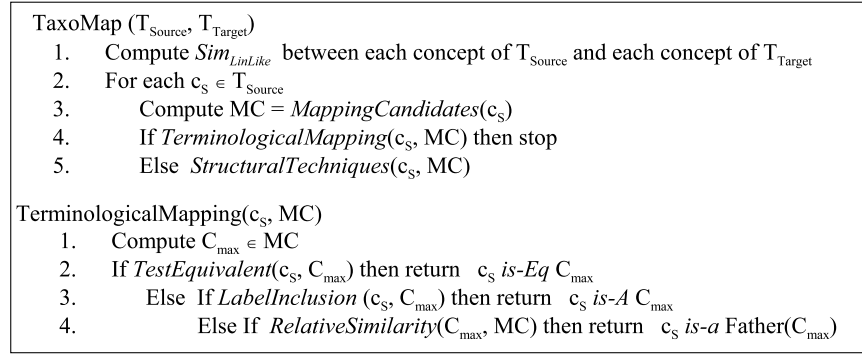 TaxoMap (T_Source, T_Target)
1. Compute Sim_LinLike between each concept of T_Source and each concept of T_Target
2. For each c_S ∈ T_Source
3. Compute MC = MappingCandidates(c_S)
4. If TerminologicalMapping(c_S, MC) then stop
5. Else StructuralTechniques(c_S, MC)
TerminologicalMapping(c_S, MC)
1. Compute C_max ∈ MC
2. If TestEquivalent(c_S, C_max) then return c_S is-Eq C_max
3. Else If LabelInclusion (c_S, C_max) then return c_S is-A C_max
4. Else If RelativeSimilarity(C_max, MC) then return c_S is-a Father(C_max)